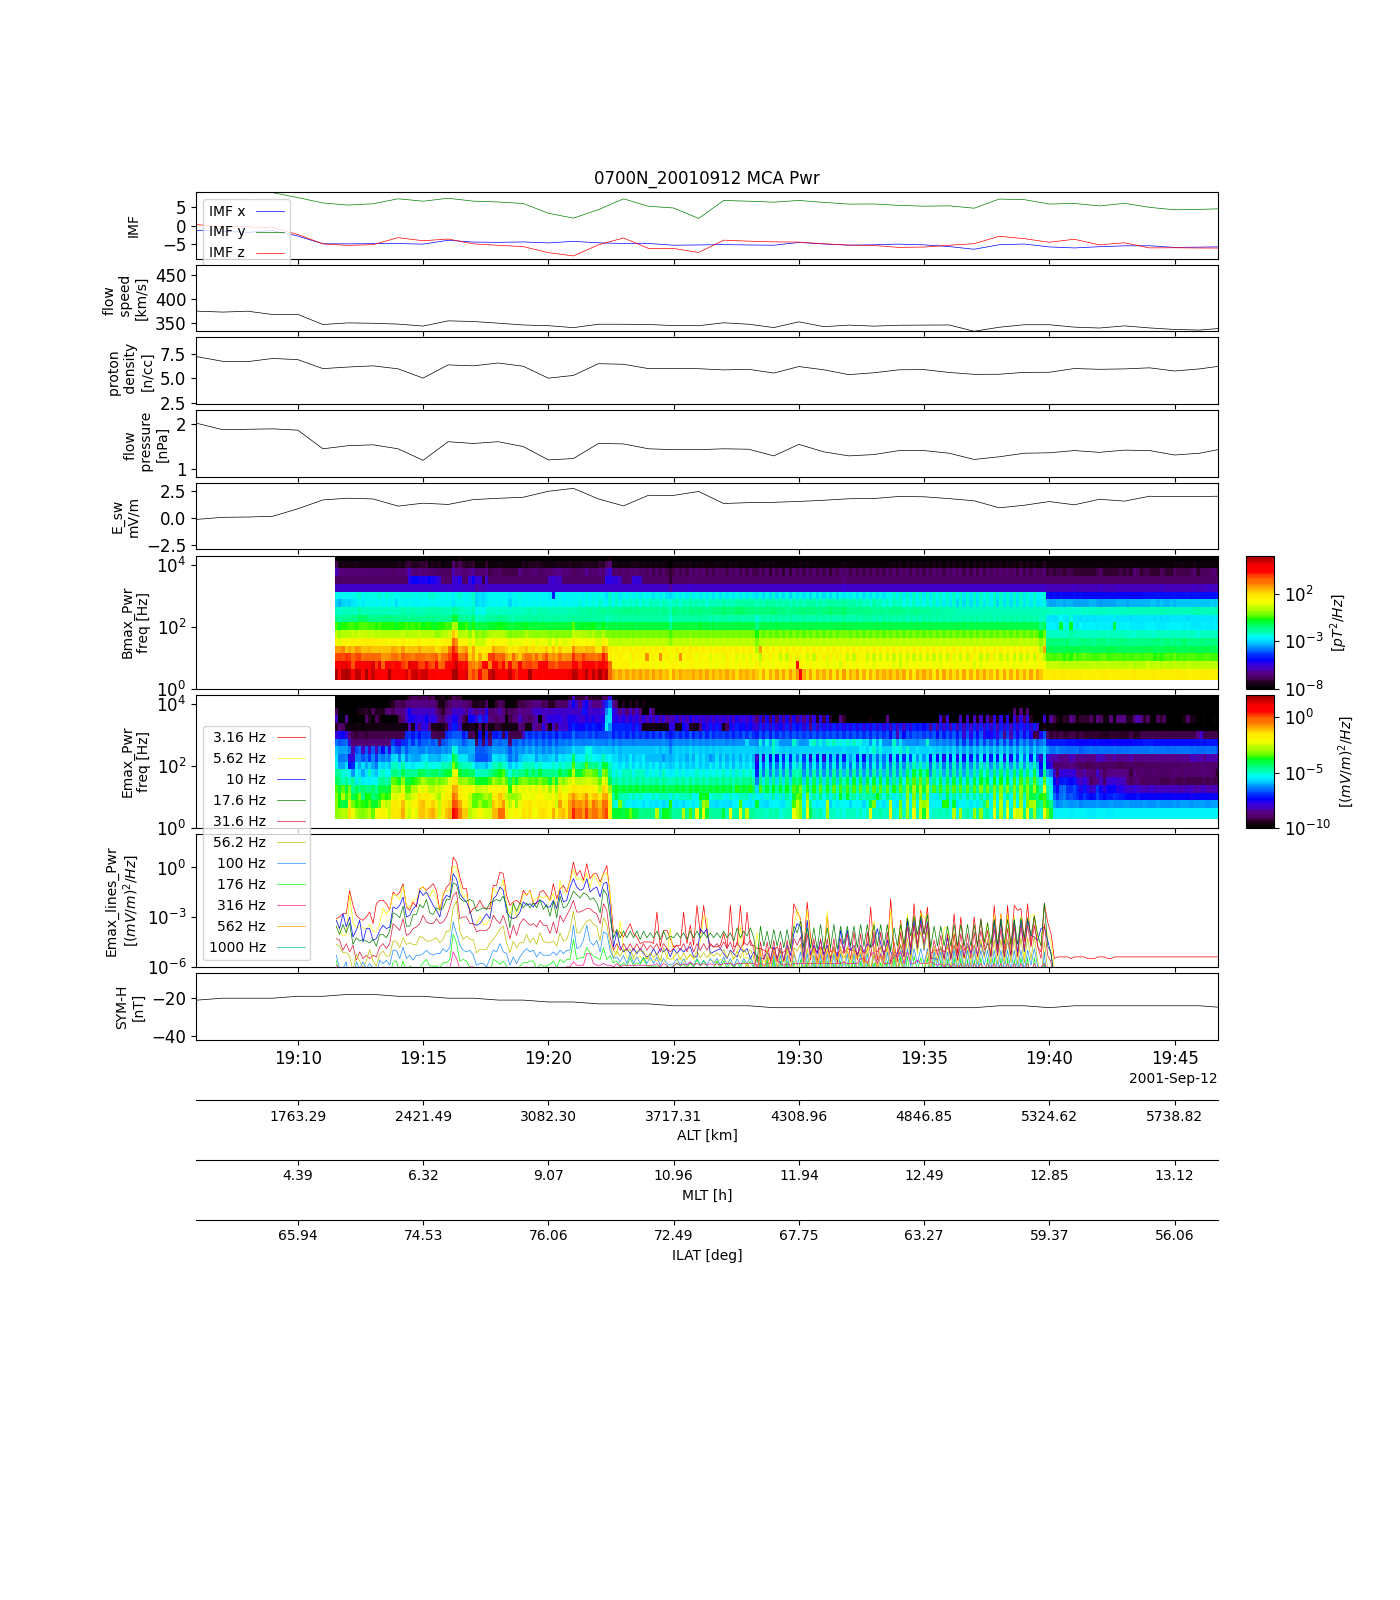 0700N_20010912 MCA Pwr
IMF
5
0
−5
IMF x
IMF y
IMF z
flow
speed
[km/s]
450
400
350
proton
density
[n/cc]
7.5
5.0
2.5
flow
pressure
[nPa]
2
1
E_sw
mV/m
2.5
0.0
−2.5
Bmax_Pwr
freq [Hz]
10^4
10^2
10^0
10^2
10^−3
10^−8
[pT^2/Hz]
Emax_Pwr
freq [Hz]
10^4
10^2
10^0
10^0
10^−5
10^−10
[(mV/m)^2/Hz]
3.16 Hz
5.62 Hz
10 Hz
17.6 Hz
31.6 Hz
56.2 Hz
100 Hz
176 Hz
316 Hz
562 Hz
1000 Hz
Emax_lines_Pwr
[(mV/m)^2/Hz]
10^0
10^−3
10^−6
SYM-H
[nT]
−20
−40
19:10 19:15 19:20 19:25 19:30 19:35 19:40 19:45
2001-Sep-12
1763.29 2421.49 3082.30 3717.31 4308.96 4846.85 5324.62 5738.82
ALT [km]
4.39 6.32 9.07 10.96 11.94 12.49 12.85 13.12
MLT [h]
65.94 74.53 76.06 72.49 67.75 63.27 59.37 56.06
ILAT [deg]